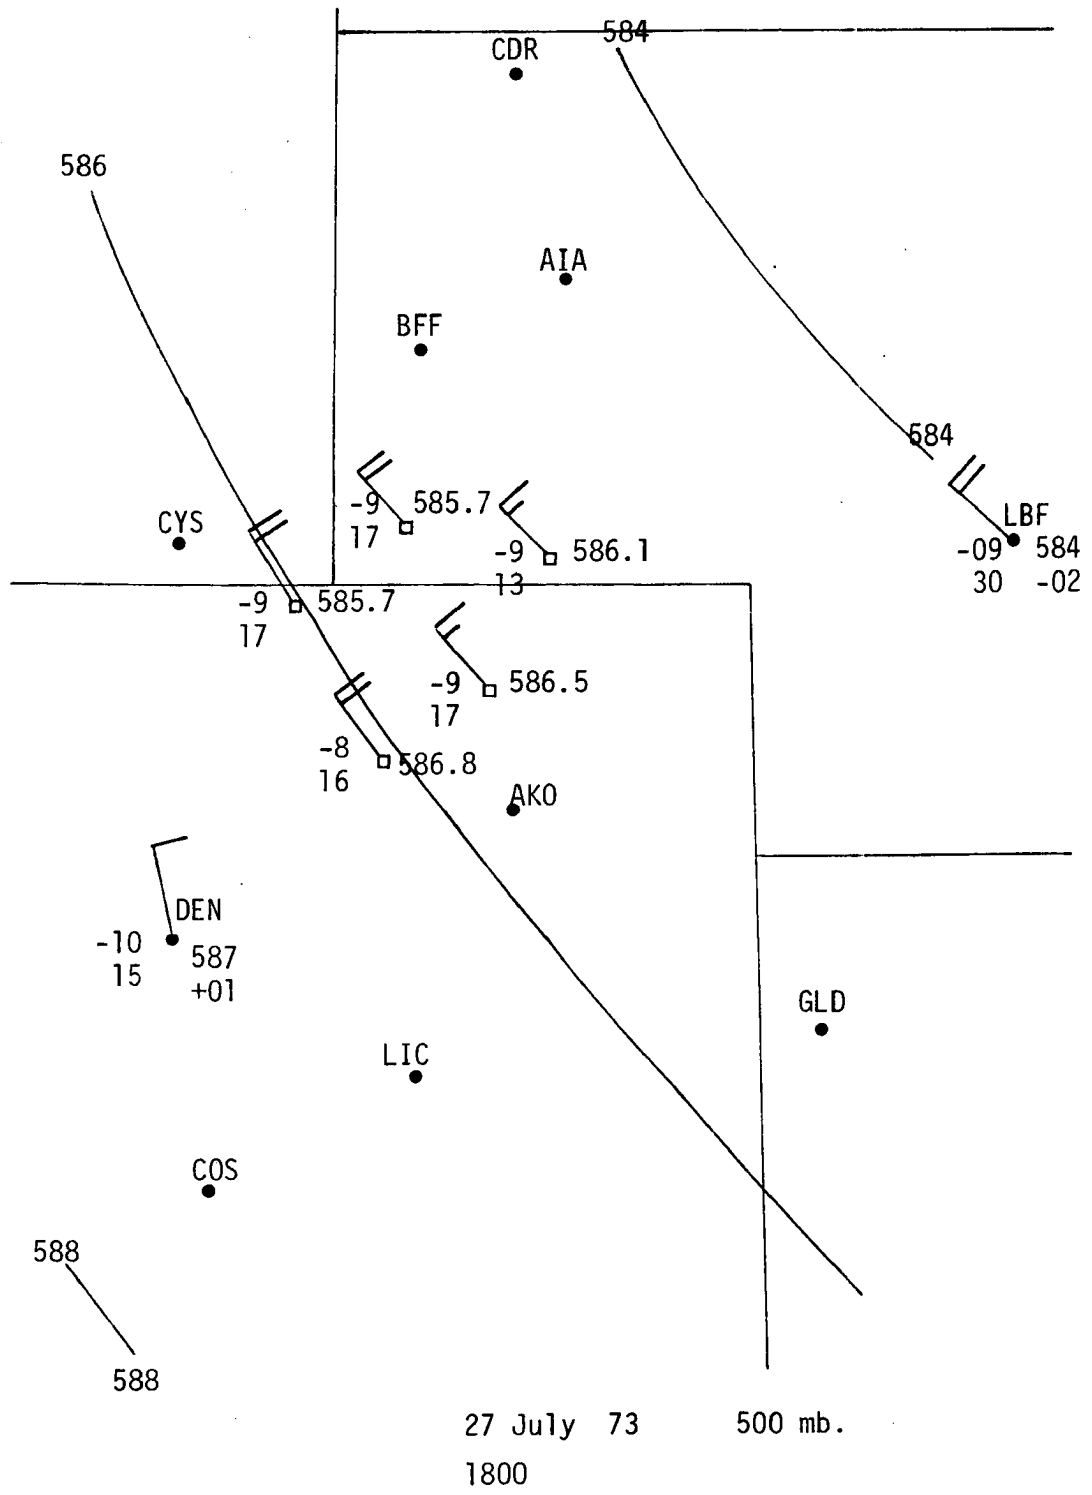 584
CDR
586
AIA
BFF
584
-9 585.7
17
CYS
LBF
-9 586.1
13
-09 584
30 -02
-9 585.7
17
-9 586.5
17
-8 586.8
16
AKO
DEN
-10 587
15 +01
GLD
LIC
COS
588
588
27 July 73 500 mb.
1800